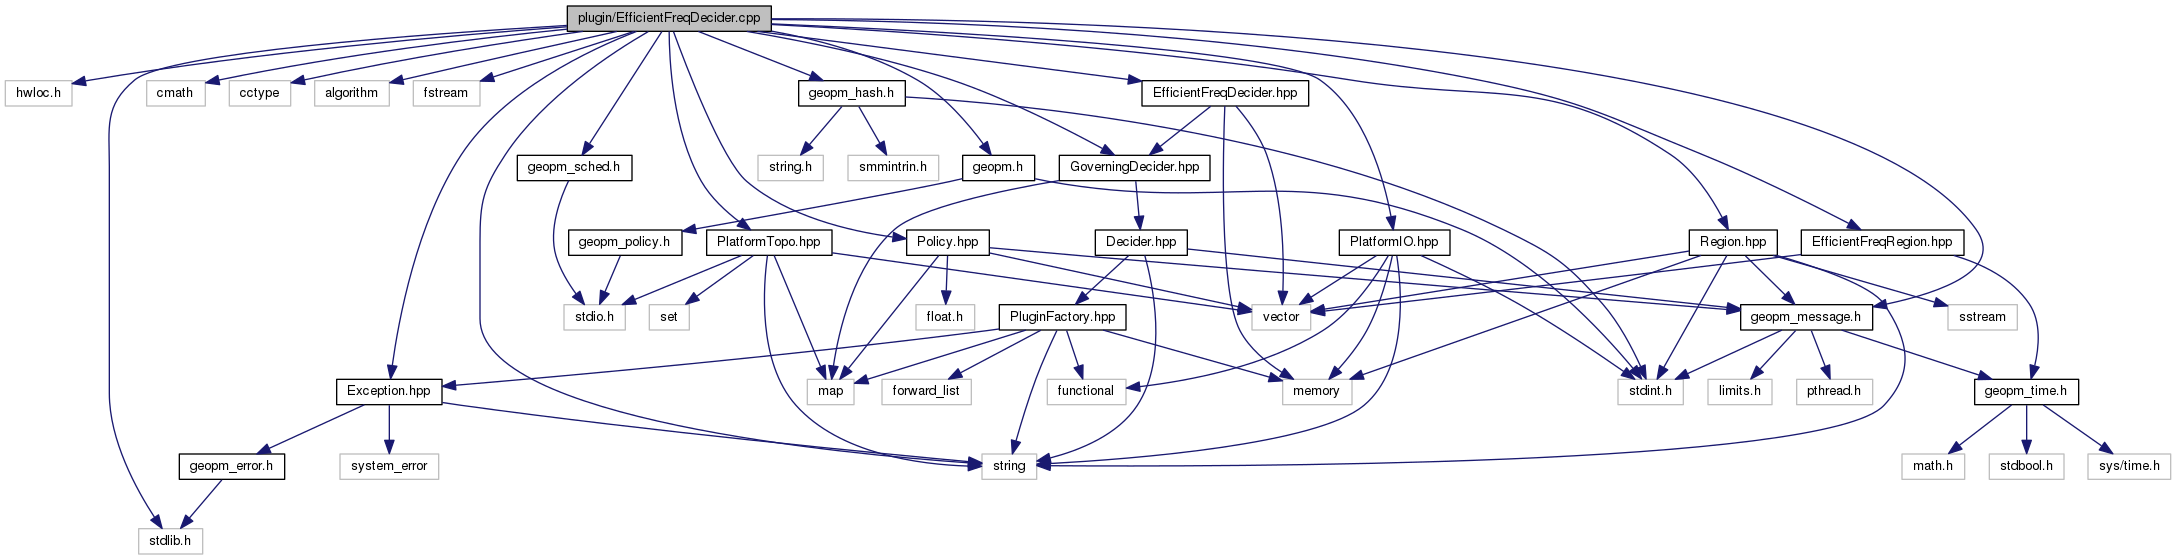 plugin/EfficientFreqDecider.cpp
hwloc.h
cmath
cctype
algorithm
fstream
geopm_hash.h
EfficientFreqDecider.hpp
geopm_sched.h
string.h
smmintrin.h
geopm.h
GoverningDecider.hpp
geopm_policy.h
PlatformTopo.hpp
Policy.hpp
Decider.hpp
PlatformIO.hpp
Region.hpp
EfficientFreqRegion.hpp
stdio.h
set
float.h
PluginFactory.hpp
vector
geopm_message.h
sstream
Exception.hpp
map
forward_list
functional
memory
stdint.h
limits.h
pthread.h
geopm_time.h
geopm_error.h
system_error
string
math.h
stdbool.h
sys/time.h
stdlib.h